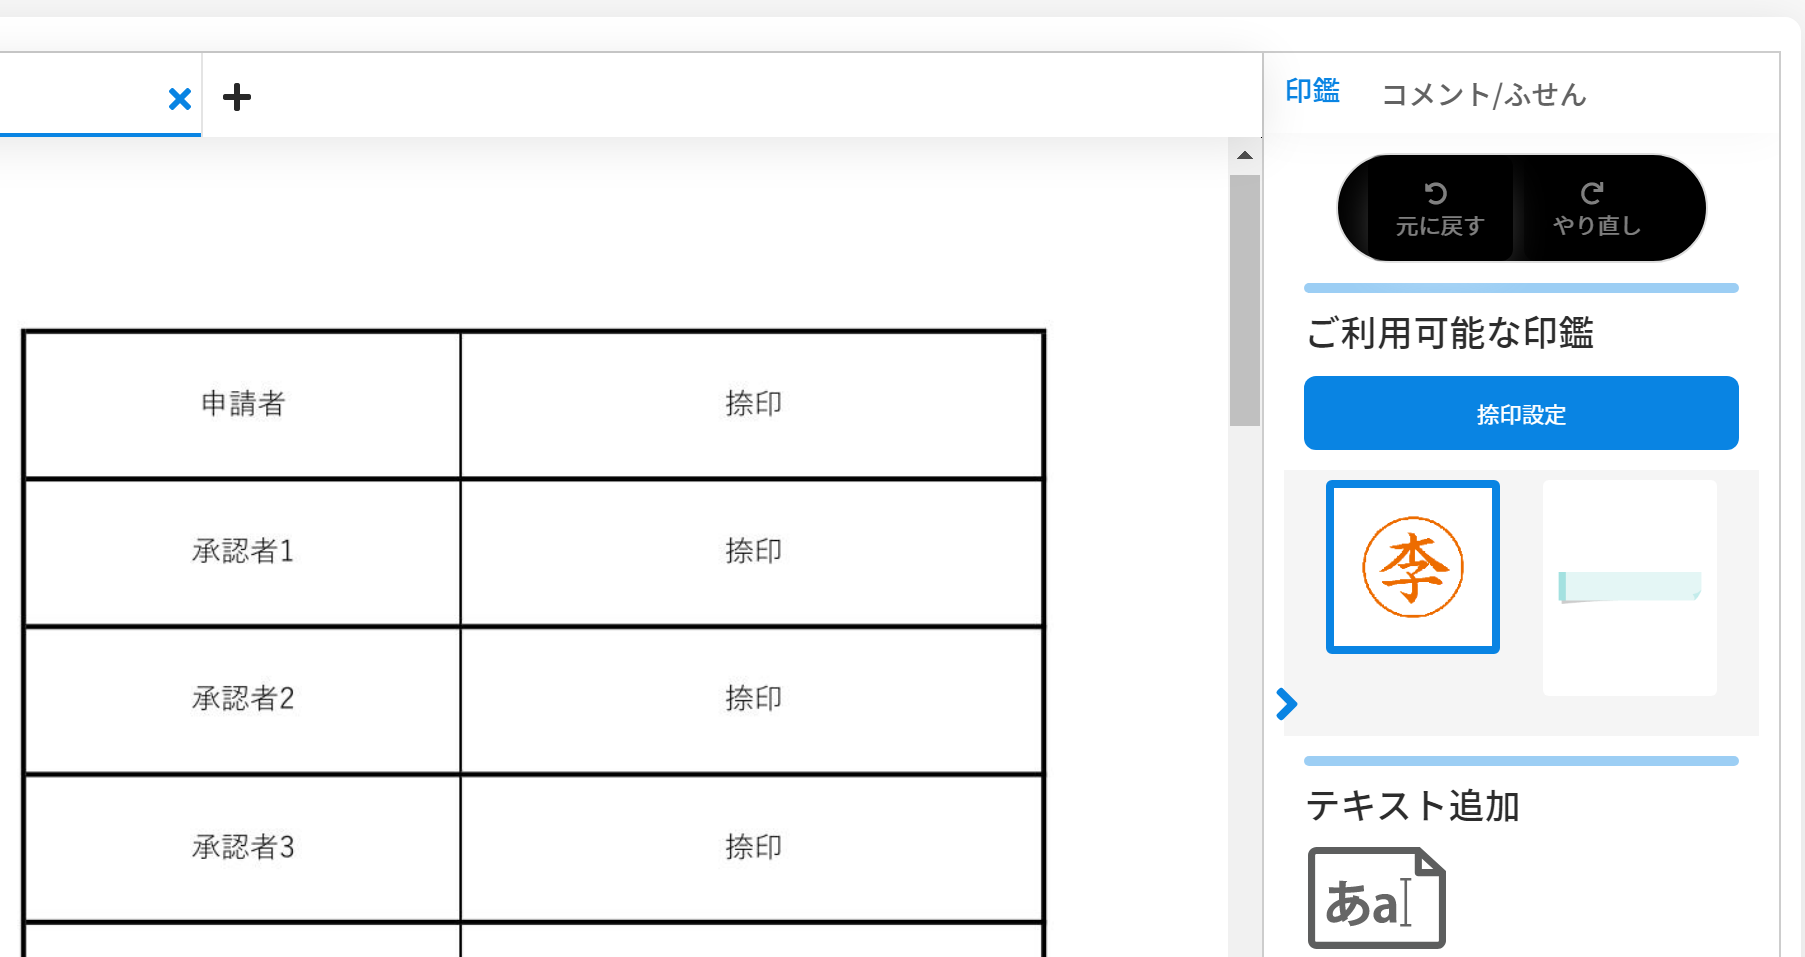 印鑑 コメント/ふせん
元に戻す やり直し
ご利用可能な印鑑
捺印設定
李
テキスト追加
あa
申請者 捺印
承認者1 捺印
承認者2 捺印
承認者3 捺印